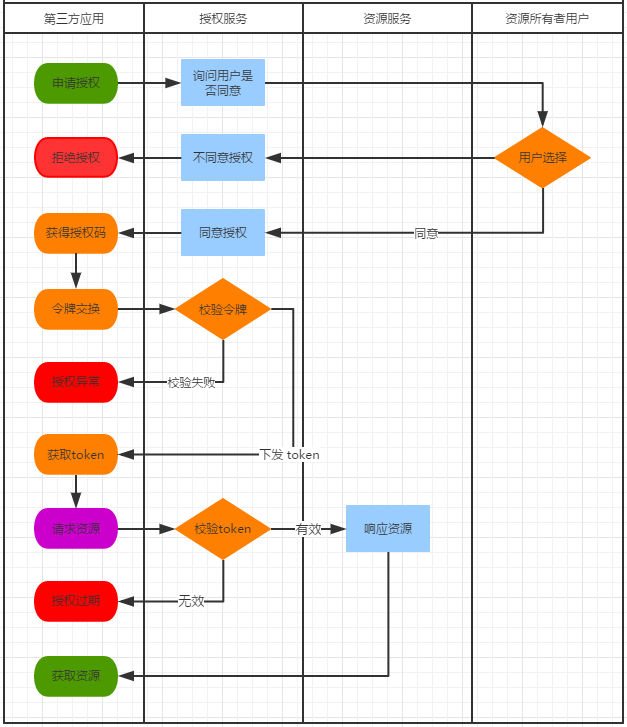 第三方应用
授权服务
资源服务
资源所有者用户
申请授权
询问用户是
否同意
拒绝授权
不同意授权
用户选择
获得授权码
同意授权
同意
令牌交换
校验令牌
授权异常
校验失败
获取token
下发 token
请求资源
校验token
有效
响应资源
授权过期
无效
获取资源